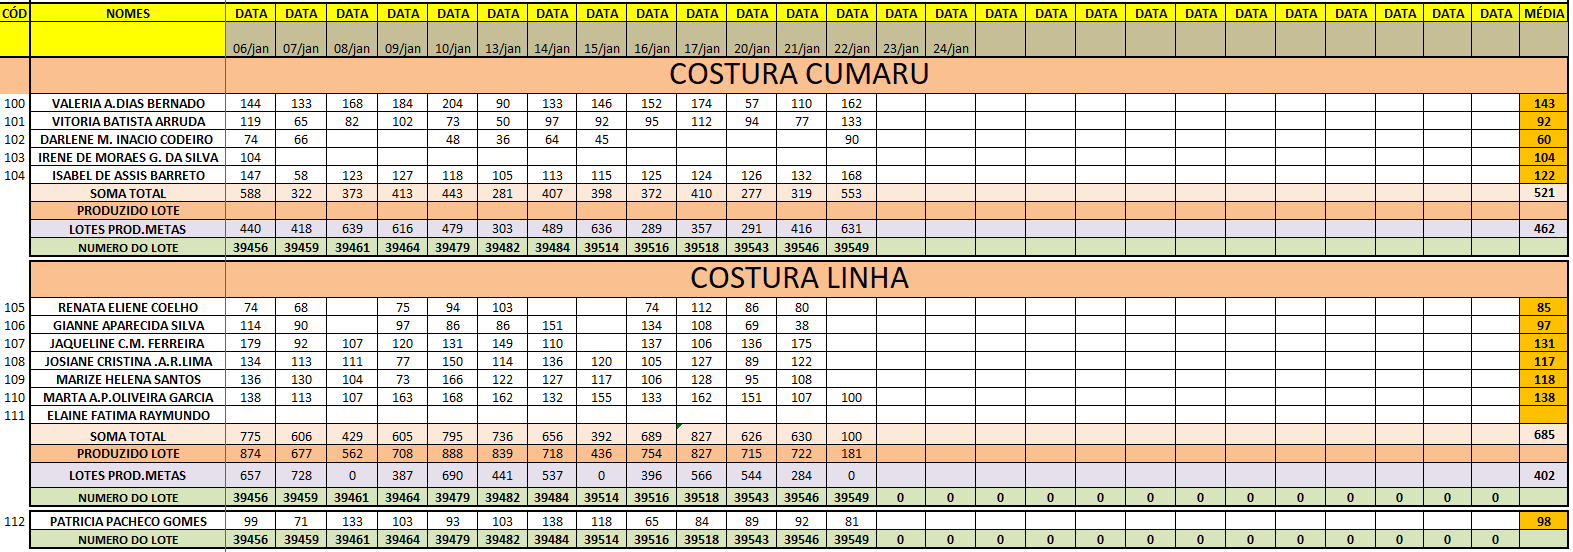 CÓD NOMES DATA DATA DATA DATA DATA DATA DATA DATA DATA DATA DATA DATA DATA DATA DATA DATA DATA DATA DATA DATA DATA DATA DATA DATA DATA DATA MÉDIA
06/jan 07/jan 08/jan 09/jan 10/jan 13/jan 14/jan 15/jan 16/jan 17/jan 20/jan 21/jan 22/jan 23/jan 24/jan
COSTURA CUMARU
100 VALERIA A.DIAS BERNADO 144 133 168 184 204 90 133 146 152 174 57 110 162 143
101 VITORIA BATISTA ARRUDA 119 65 82 102 73 50 97 92 95 112 94 77 133 92
102 DARLENE M. INACIO CODEIRO 74 66 48 36 64 45 90 60
103 IRENE DE MORAES G. DA SILVA 104 104
104 ISABEL DE ASSIS BARRETO 147 58 123 127 118 105 113 115 125 124 126 132 168 122
SOMA TOTAL 588 322 373 413 443 281 407 398 372 410 277 319 553 521
PRODUZIDO LOTE
LOTES PROD.METAS 440 418 639 616 479 303 489 636 289 357 291 416 631 462
NUMERO DO LOTE 39456 39459 39461 39464 39479 39482 39484 39514 39516 39518 39543 39546 39549
COSTURA LINHA
105 RENATA ELIENE COELHO 74 68 75 94 103 74 112 86 80 85
106 GIANNE APARECIDA SILVA 114 90 97 86 86 151 134 108 69 38 97
107 JAQUELINE C.M. FERREIRA 179 92 107 120 131 149 110 137 106 136 175 131
108 JOSIANE CRISTINA .A.R.LIMA 134 113 111 77 150 114 136 120 105 127 89 122 117
109 MARIZE HELENA SANTOS 136 130 104 73 166 122 127 117 106 128 95 108 118
110 MARTA A.P.OLIVEIRA GARCIA 138 113 107 163 168 162 132 155 133 162 151 107 100 138
111 ELAINE FATIMA RAYMUNDO
SOMA TOTAL 775 606 429 605 795 736 656 392 689 827 626 630 100 685
PRODUZIDO LOTE 874 677 562 708 888 839 718 436 754 827 715 722 181
LOTES PROD.METAS 657 728 0 387 690 441 537 0 396 566 544 284 0 402
NUMERO DO LOTE 39456 39459 39461 39464 39479 39482 39484 39514 39516 39518 39543 39546 39549 0 0 0 0 0 0 0 0 0 0 0 0 0
112 PATRICIA PACHECO GOMES 99 71 133 103 93 103 138 118 65 84 89 92 81 98
NUMERO DO LOTE 39456 39459 39461 39464 39479 39482 39484 39514 39516 39518 39543 39546 39549 0 0 0 0 0 0 0 0 0 0 0 0 0